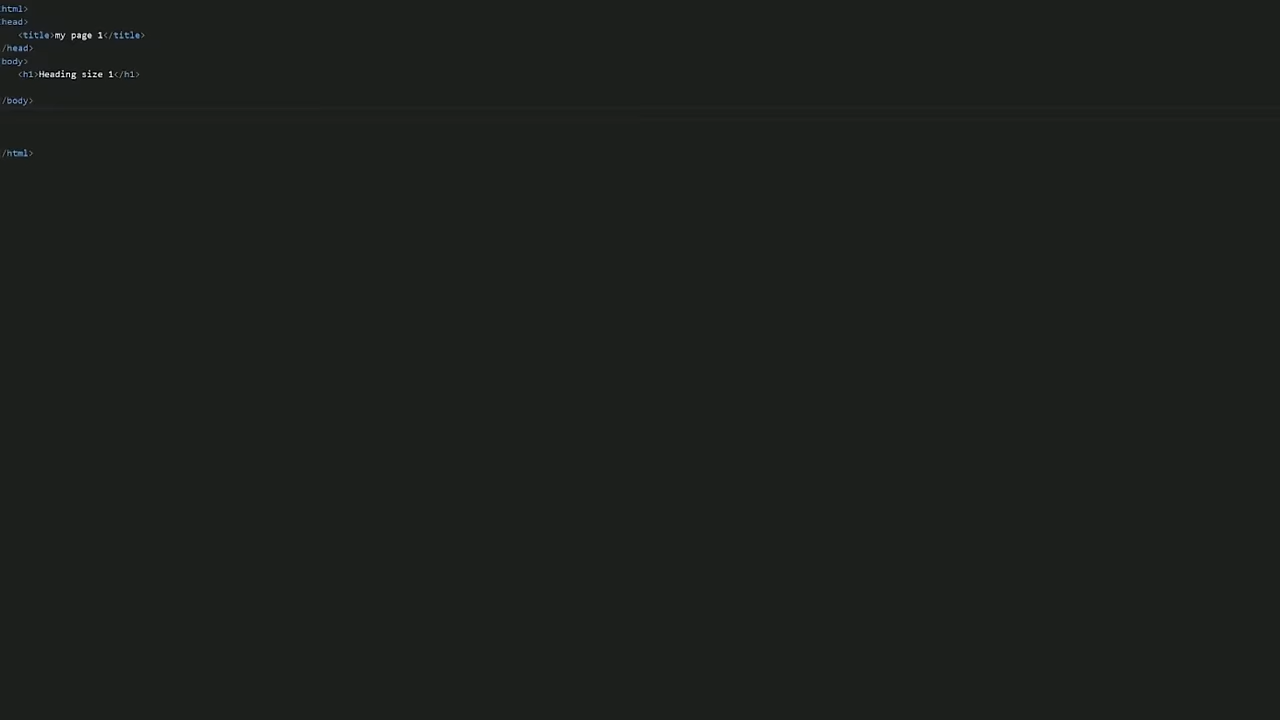 html>
head>
<title>my page 1</title>
/head>
body>
<h1>Heading size 1</h1>
/body>
/html>